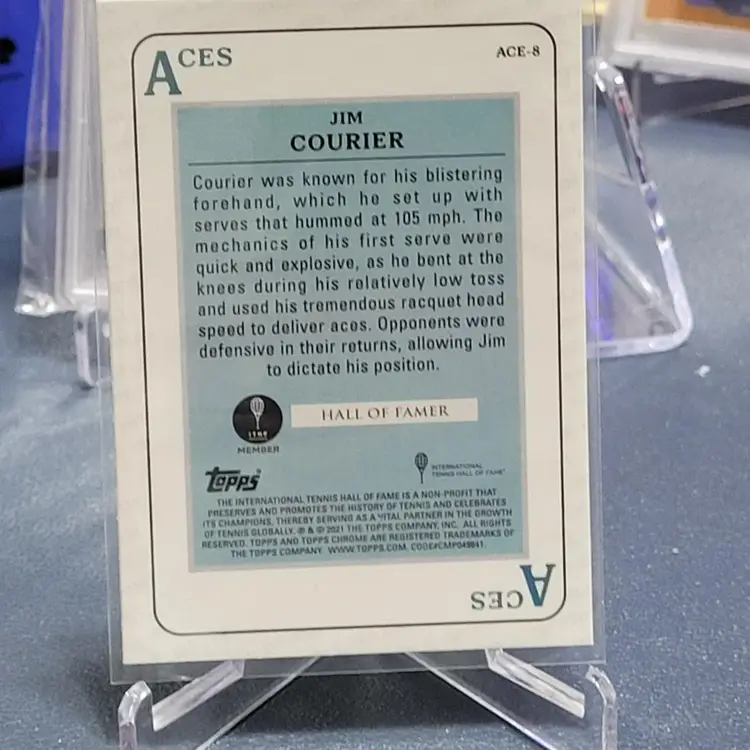 ACES
ACE-8
JIM
COURIER
Courier was known for his blistering
forehand, which he set up with
serves that hummed at 105 mph. The
mechanics of his first serve were
quick and explosive, as he bent at the
knees during his relatively low toss
and used his tremendous racquet head
speed to deliver aces. Opponents were
defensive in their returns, allowing Jim
to dictate his position.
HALL OF FAMER
MEMBER
Topps®
INTERNATIONAL
TENNIS HALL OF FAME®
THE INTERNATIONAL TENNIS HALL OF FAME IS A NON-PROFIT THAT
PRESERVES AND PROMOTES THE HISTORY OF TENNIS AND CELEBRATES
ITS CHAMPIONS, THEREBY SERVING AS A VITAL PARTNER IN THE GROWTH
OF TENNIS GLOBALLY. ® & © 2021 THE TOPPS COMPANY, INC. ALL RIGHTS
RESERVED. TOPPS AND TOPPS CHROME ARE REGISTERED TRADEMARKS OF
THE TOPPS COMPANY. WWW.TOPPS.COM. CODE#CMP049841.
ACES